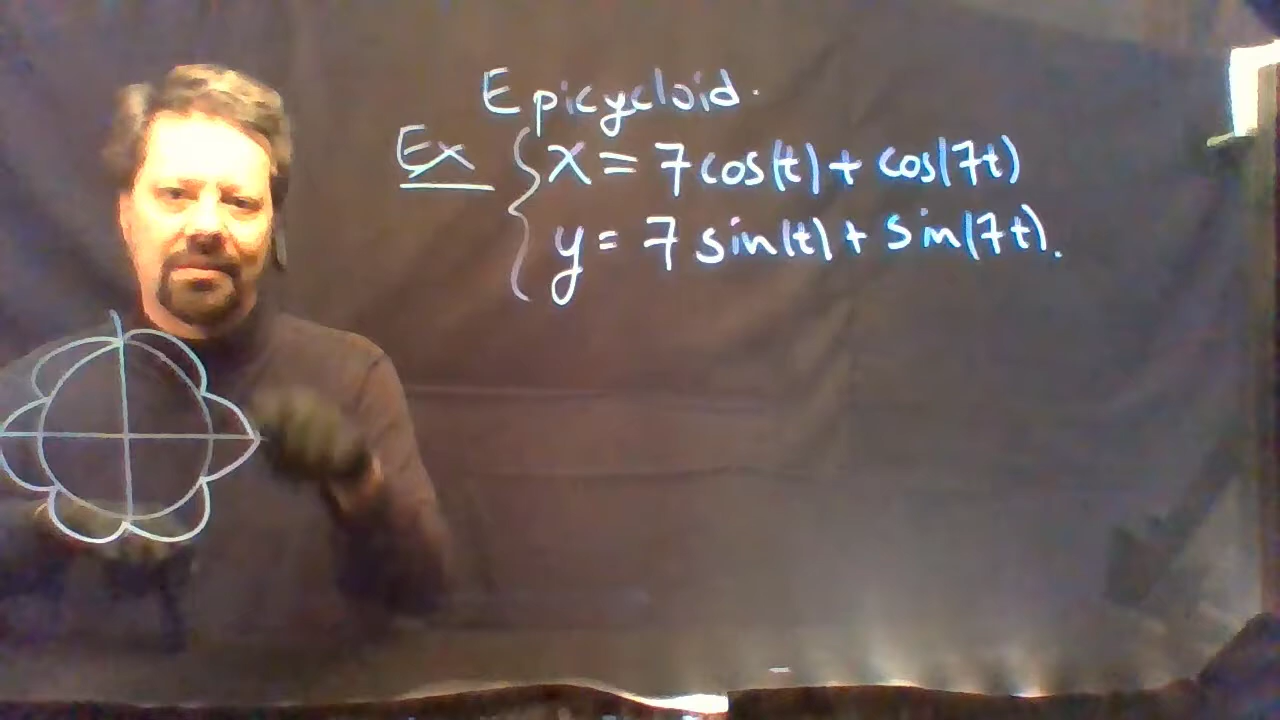 Epicycloid.
Ex { x = 7cos(t) + cos(7t)
y = 7 sin(t) + sin(7t).